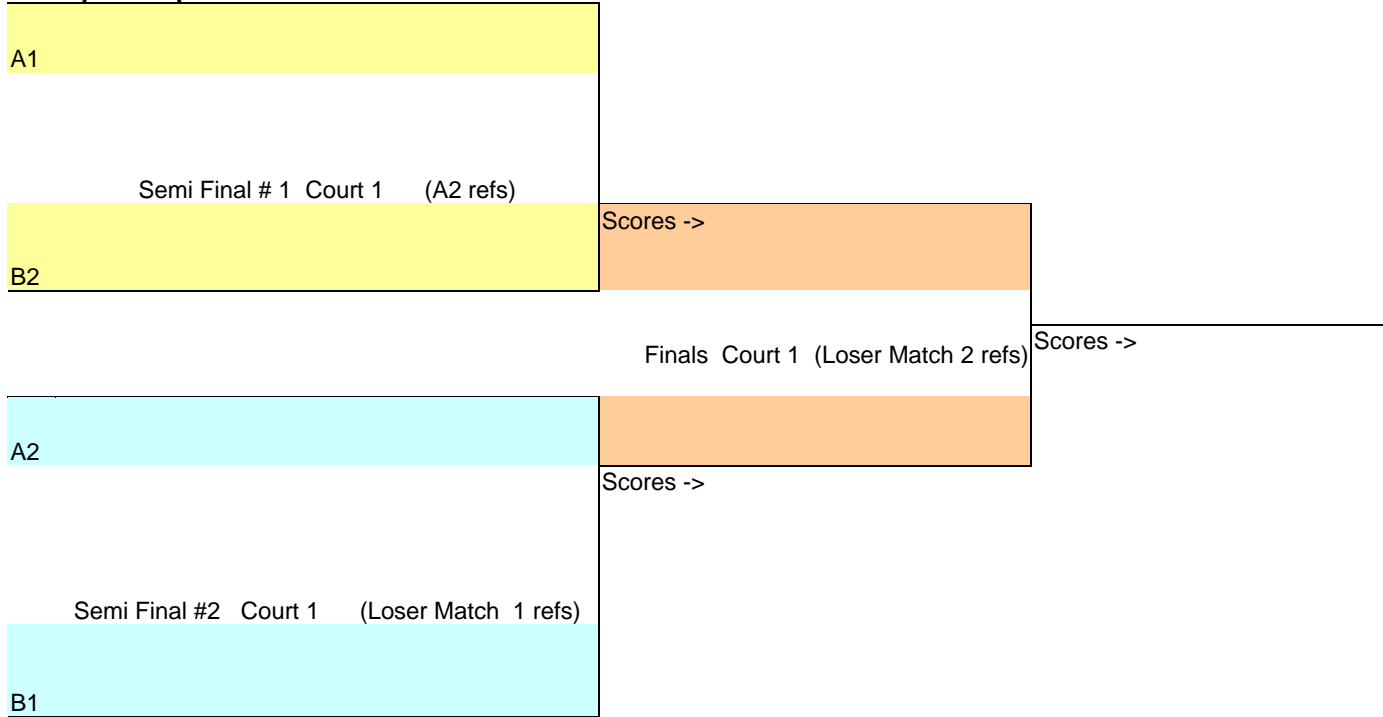 A1
Semi Final # 1 Court 1 (A2 refs)
Scores ->
B2
Finals Court 1 (Loser Match 2 refs)
Scores ->
A2
Scores ->
Semi Final #2 Court 1 (Loser Match 1 refs)
B1